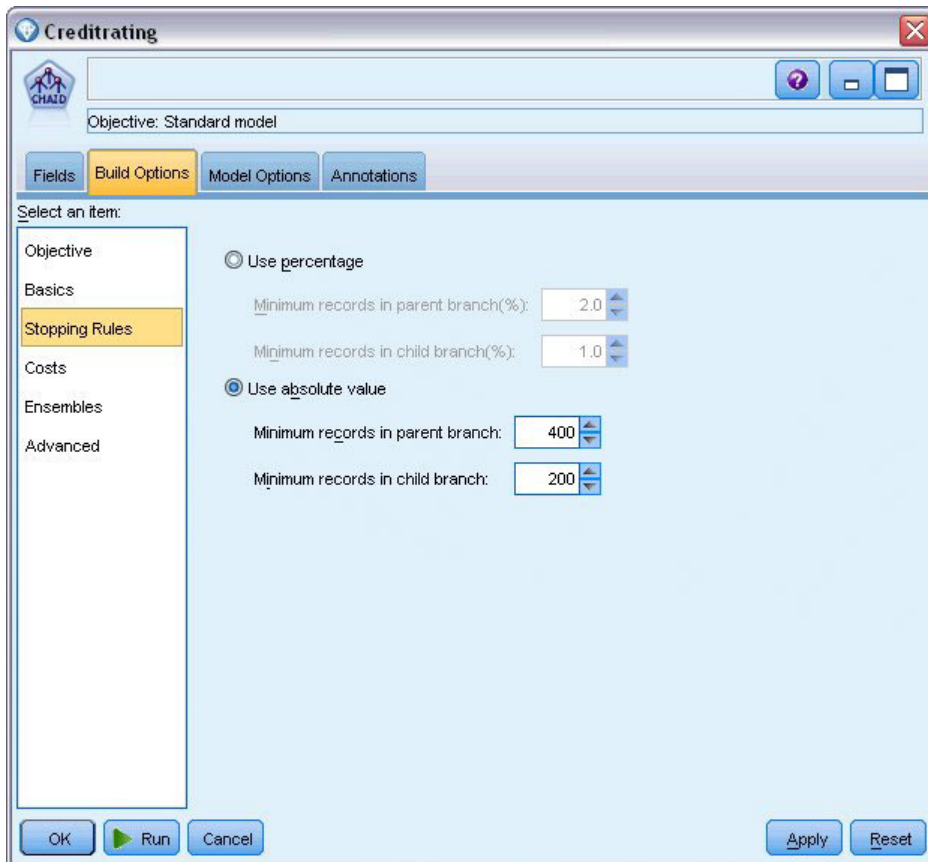 Creditrating
CHAID
Objective: Standard model
Fields Build Options Model Options Annotations
Select an item:
Objective
Basics
Stopping Rules
Costs
Ensembles
Advanced
Use percentage
Minimum records in parent branch(%): 2.0
Minimum records in child branch(%): 1.0
Use absolute value
Minimum records in parent branch: 400
Minimum records in child branch: 200
OK Run Cancel Apply Reset